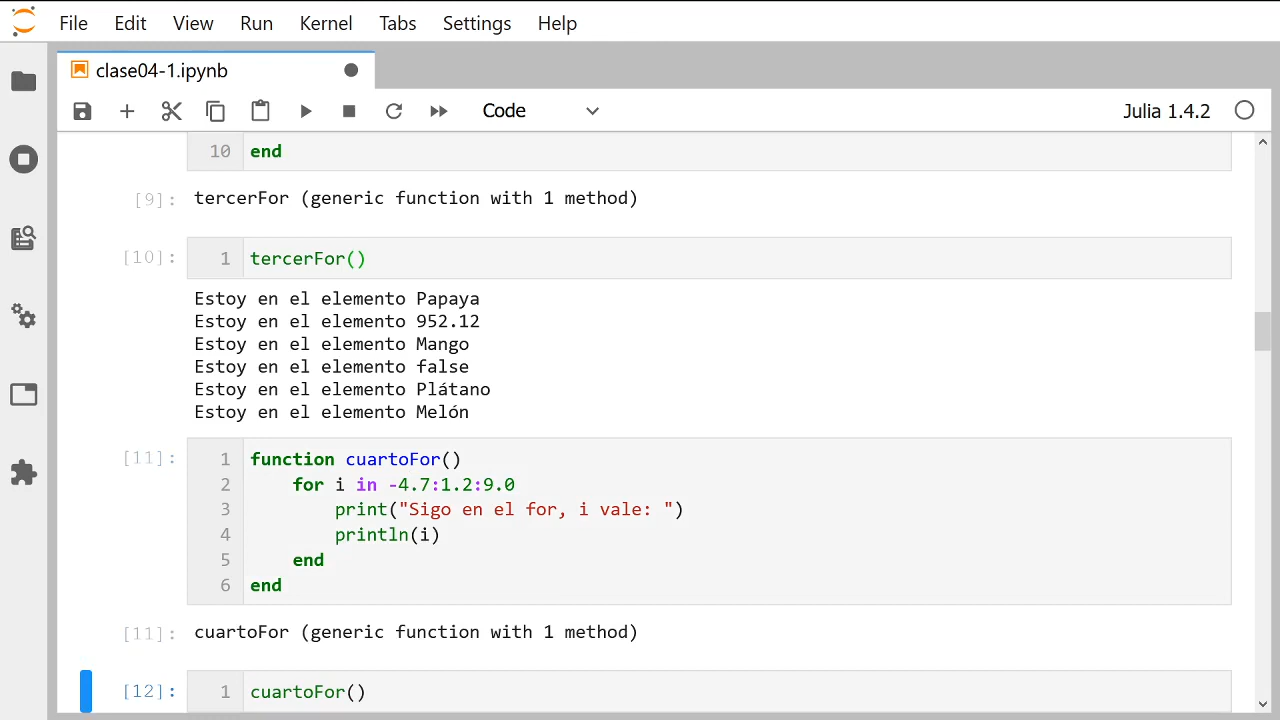 File Edit View Run Kernel Tabs Settings Help
clase04-1.ipynb
Code Julia 1.4.2
10 end
[9]: tercerFor (generic function with 1 method)
[10]: 1 tercerFor()
Estoy en el elemento Papaya
Estoy en el elemento 952.12
Estoy en el elemento Mango
Estoy en el elemento false
Estoy en el elemento Plátano
Estoy en el elemento Melón
[11]: 1 function cuartoFor()
2     for i in -4.7:1.2:9.0
3         print("Sigo en el for, i vale: ")
4         println(i)
5     end
6 end
[11]: cuartoFor (generic function with 1 method)
[12]: 1 cuartoFor()